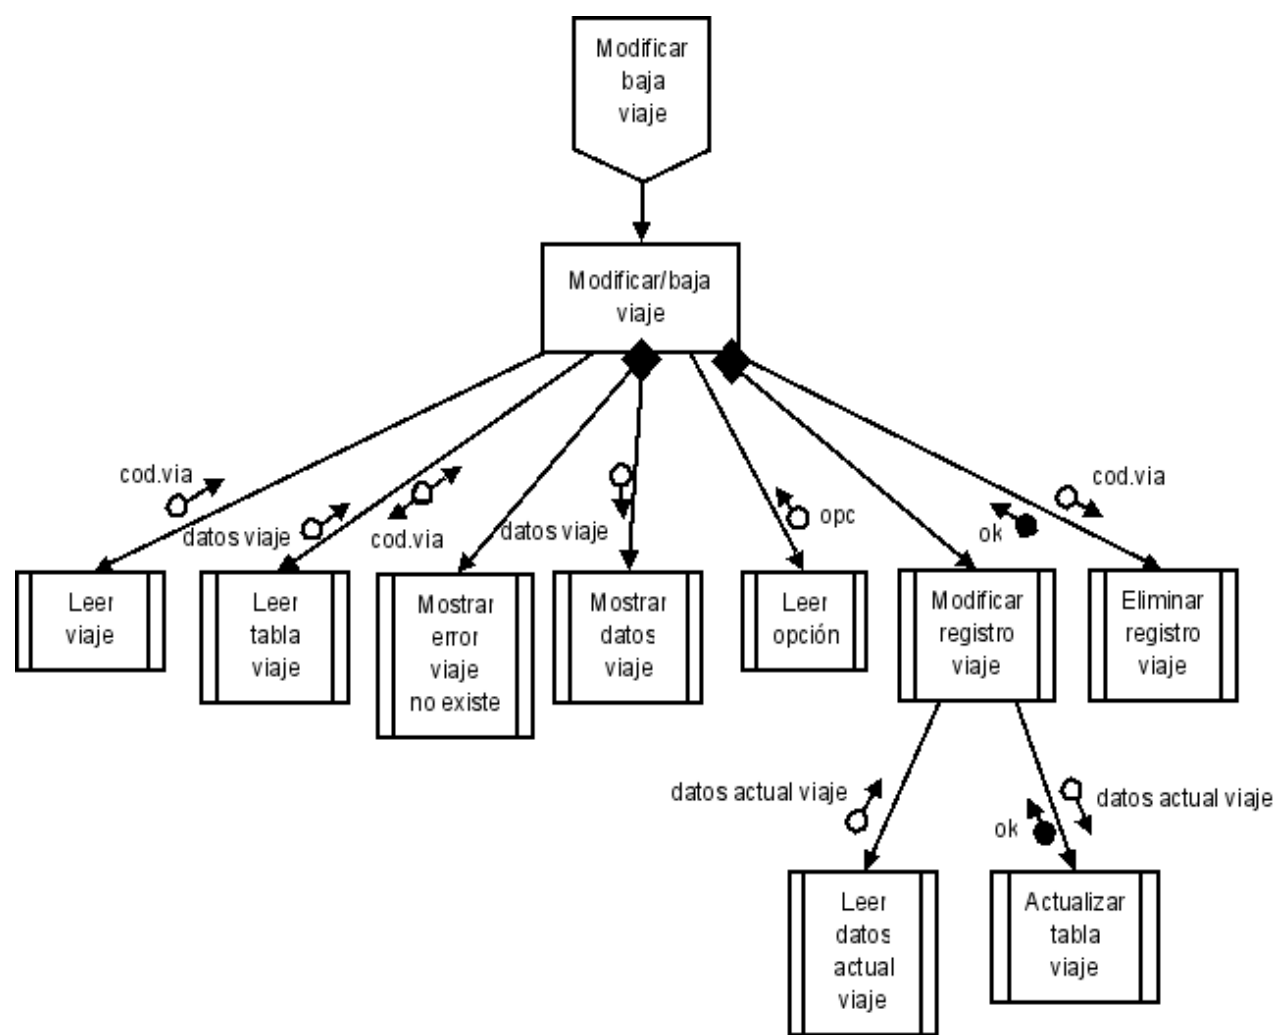 Modificar
baja
viaje
Modificar/baja
viaje
cod.via
datos viaje
cod.via
datos viaje
opc
ok
cod.via
Leer
viaje
Leer
tabla
viaje
Mostrar
error
viaje
no existe
Mostrar
datos
viaje
Leer
opción
Modificar
registro
viaje
Eliminar
registro
viaje
datos actual viaje
ok
datos actual viaje
Leer
datos
actual
viaje
Actualizar
tabla
viaje